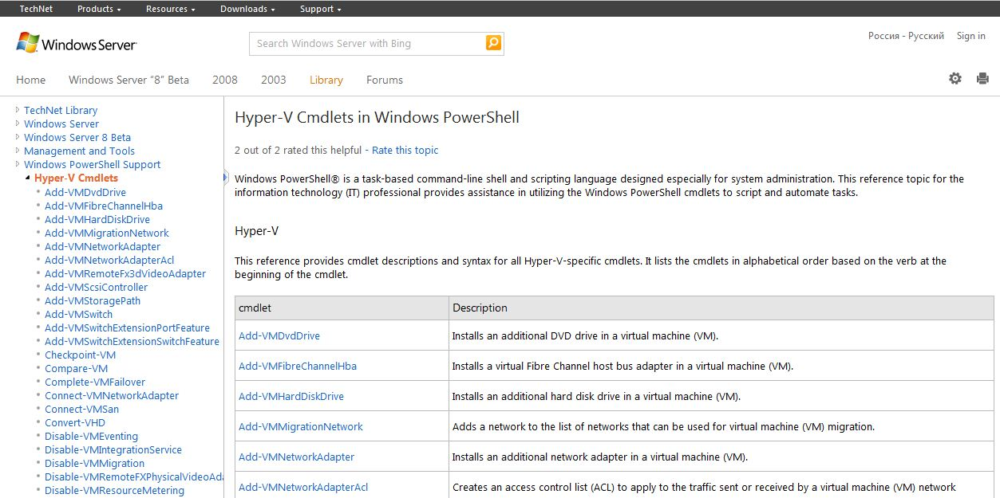 TechNet Products Resources Downloads Support
Windows Server
Search Windows Server with Bing
Россия - Русский Sign in
Home Windows Server “8” Beta 2008 2003 Library Forums
TechNet Library
Windows Server
Windows Server 8 Beta
Management and Tools
Windows PowerShell Support
Hyper-V Cmdlets
Add-VMDvdDrive
Add-VMFibreChannelHba
Add-VMHardDiskDrive
Add-VMMigrationNetwork
Add-VMNetworkAdapter
Add-VMNetworkAdapterAcl
Add-VMRemoteFx3dVideoAdapter
Add-VMScsiController
Add-VMStoragePath
Add-VMSwitch
Add-VMSwitchExtensionPortFeature
Add-VMSwitchExtensionSwitchFeature
Checkpoint-VM
Compare-VM
Complete-VMFailover
Connect-VMNetworkAdapter
Connect-VMSan
Convert-VHD
Disable-VMEventing
Disable-VMIntegrationService
Disable-VMMigration
Disable-VMRemoteFXPhysicalVideoAda
Disable-VMResourceMetering
Hyper-V Cmdlets in Windows PowerShell
2 out of 2 rated this helpful - Rate this topic
Windows PowerShell® is a task-based command-line shell and scripting language designed especially for system administration. This reference topic for the
information technology (IT) professional provides assistance in utilizing the Windows PowerShell cmdlets to script and automate tasks.
Hyper-V
This reference provides cmdlet descriptions and syntax for all Hyper-V-specific cmdlets. It lists the cmdlets in alphabetical order based on the verb at the
beginning of the cmdlet.
cmdlet Description
Add-VMDvdDrive Installs an additional DVD drive in a virtual machine (VM).
Add-VMFibreChannelHba Installs a virtual Fibre Channel host bus adapter in a virtual machine (VM).
Add-VMHardDiskDrive Installs an additional hard disk drive in a virtual machine (VM).
Add-VMMigrationNetwork Adds a network to the list of networks that can be used for virtual machine (VM) migration.
Add-VMNetworkAdapter Installs an additional network adapter in a virtual machine (VM).
Add-VMNetworkAdapterAcl Creates an access control list (ACL) to apply to the traffic sent or received by a virtual machine (VM) network